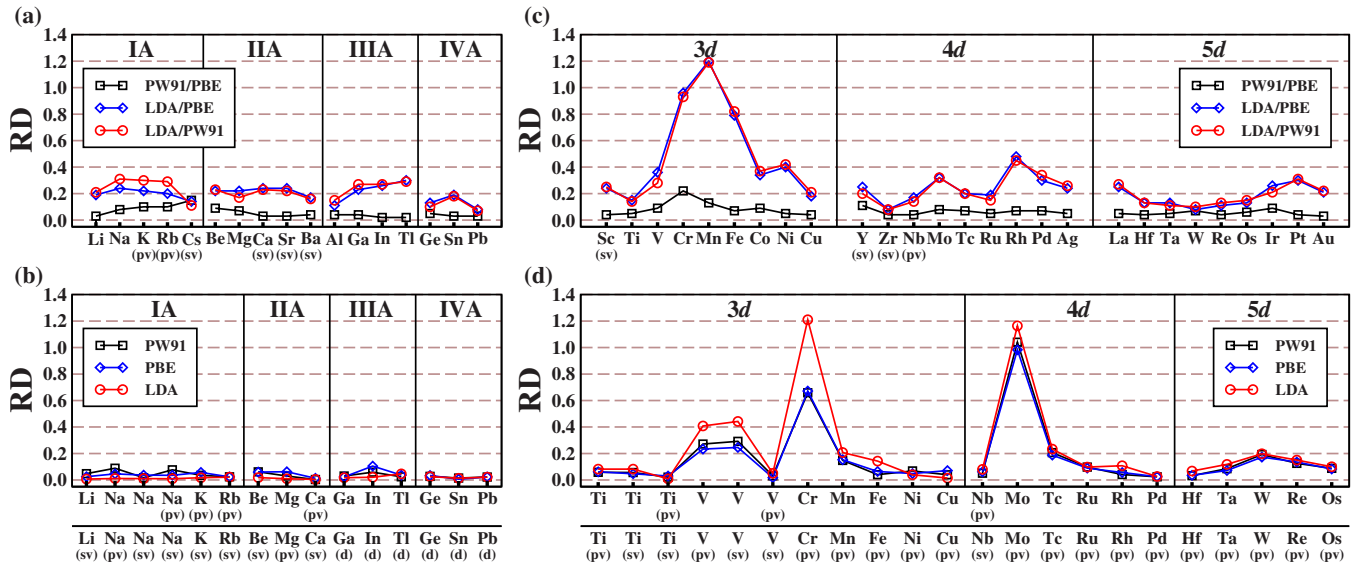 (a)
IA IIA IIIA IVA
RD
1.4
1.2
1.0
0.8
0.6
0.4
0.2
0.0
PW91/PBE
LDA/PBE
LDA/PW91
Li Na K Rb Cs Be Mg Ca Sr Ba Al Ga In Tl Ge Sn Pb
(pv) (pv) (sv) (sv) (sv) (sv)
(c)
3d 4d 5d
RD
1.4
1.2
1.0
0.8
0.6
0.4
0.2
0.0
PW91/PBE
LDA/PBE
LDA/PW91
Sc Ti V Cr Mn Fe Co Ni Cu Y Zr Nb Mo Tc Ru Rh Pd Ag La Hf Ta W Re Os Ir Pt Au
(sv) (sv) (sv) (pv)
(b)
IA IIA IIIA IVA
RD
1.4
1.2
1.0
0.8
0.6
0.4
0.2
0.0
PW91
PBE
LDA
Li Na Na Na K Rb Be Mg Ca Ga In Tl Ge Sn Pb
(pv) (pv) (pv) (pv)
Li Na Na Na K Rb Be Mg Ca Ga In Tl Ge Sn Pb
(sv) (pv) (sv) (sv) (sv) (sv) (sv) (pv) (sv) (d) (d) (d) (d) (d) (d)
(d)
3d 4d 5d
RD
1.4
1.2
1.0
0.8
0.6
0.4
0.2
0.0
PW91
PBE
LDA
Ti Ti Ti V V V Cr Mn Fe Ni Cu Nb Mo Tc Ru Rh Pd Hf Ta W Re Os
(pv) (pv) (pv)
Ti Ti Ti V V V Cr Mn Fe Ni Cu Nb Mo Tc Ru Rh Pd Hf Ta W Re Os
(pv) (sv) (sv) (pv) (sv) (sv) (pv) (pv) (pv) (pv) (pv) (sv) (pv) (pv) (pv) (pv) (pv) (pv) (pv) (pv) (pv) (pv)